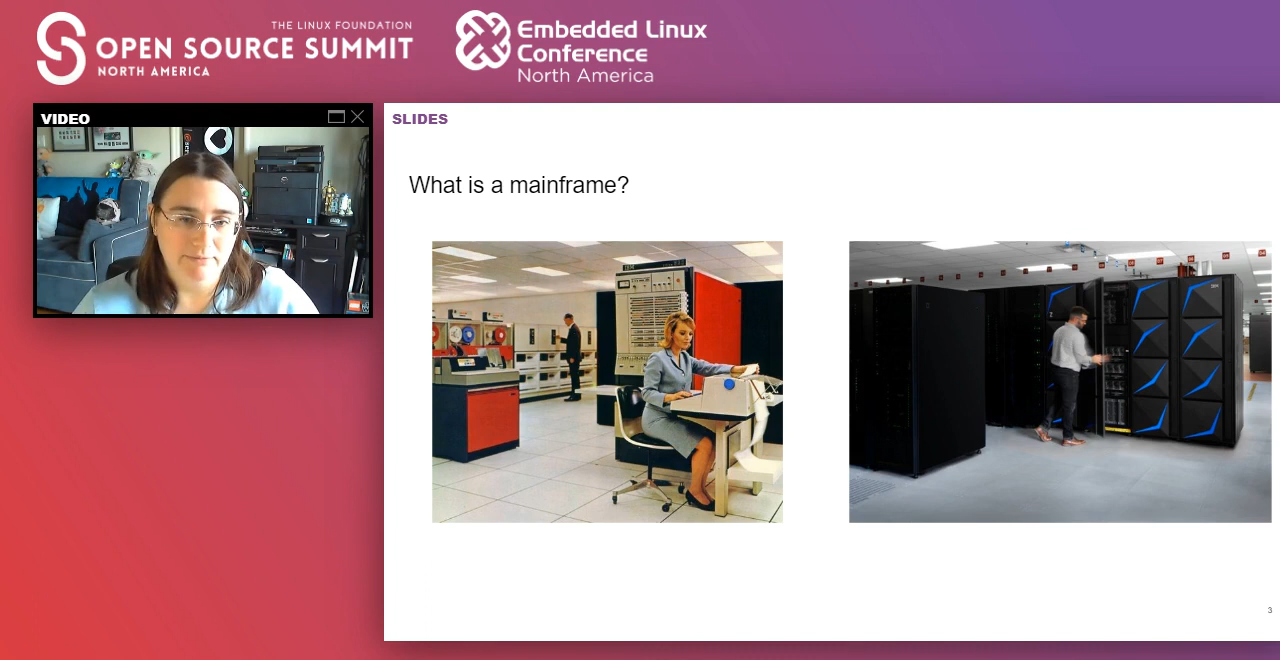 THE LINUX FOUNDATION
OPEN SOURCE SUMMIT
NORTH AMERICA
Embedded Linux
Conference
North America
VIDEO
SLIDES
What is a mainframe?
IBM
3